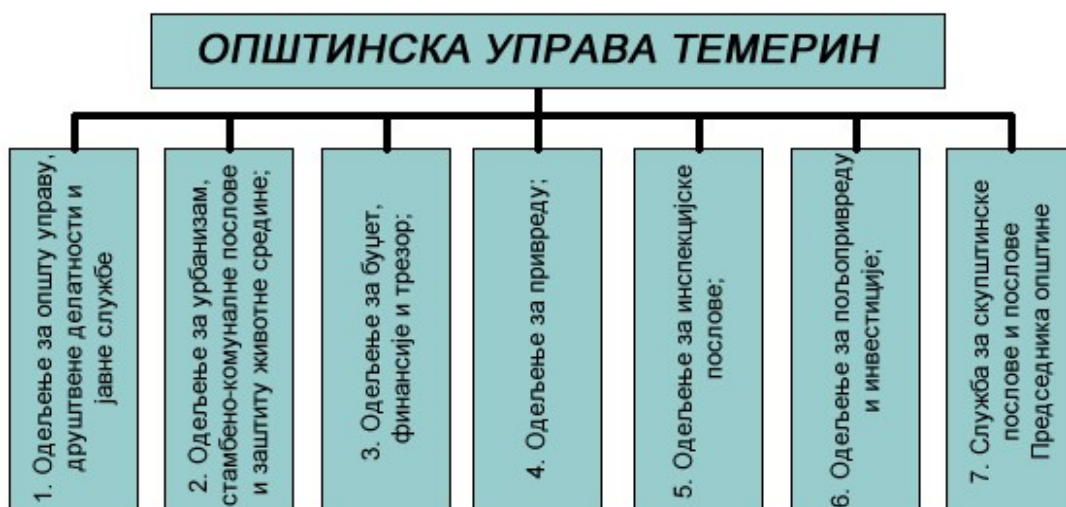 ОПШТИНСКА УПРАВА ТЕМЕРИН
1. Одељење за општу управу,
друштвене делатности и
јавне службе
2. Одељење за урбанизам,
стамбено-комуналне послове
и заштиту животне средине;
3. Одељење за буџет,
финансије и трезор;
4. Одељење за привреду;
5. Одељење за инспекцијске
послове;
6. Одељење за пољопривреду
и инвестиције;
7. Служба за скупштинске
послове и послове
Председника општине